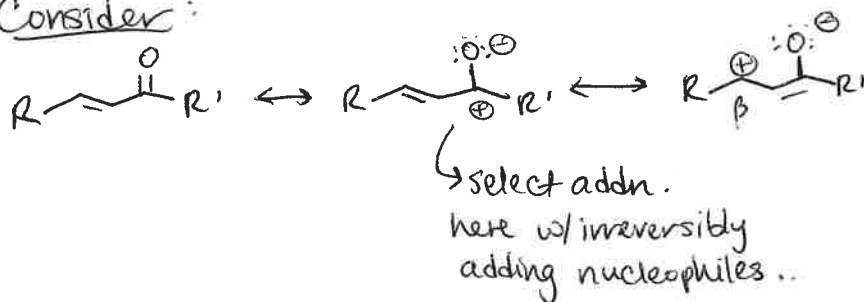 Consider:
O
R R' ↔ :O:⊖ R ⊕ R' ↔ :O:⊖ R ⊕ β R'
↳ select addn.
here w/ irreversibly
adding nucleophiles..